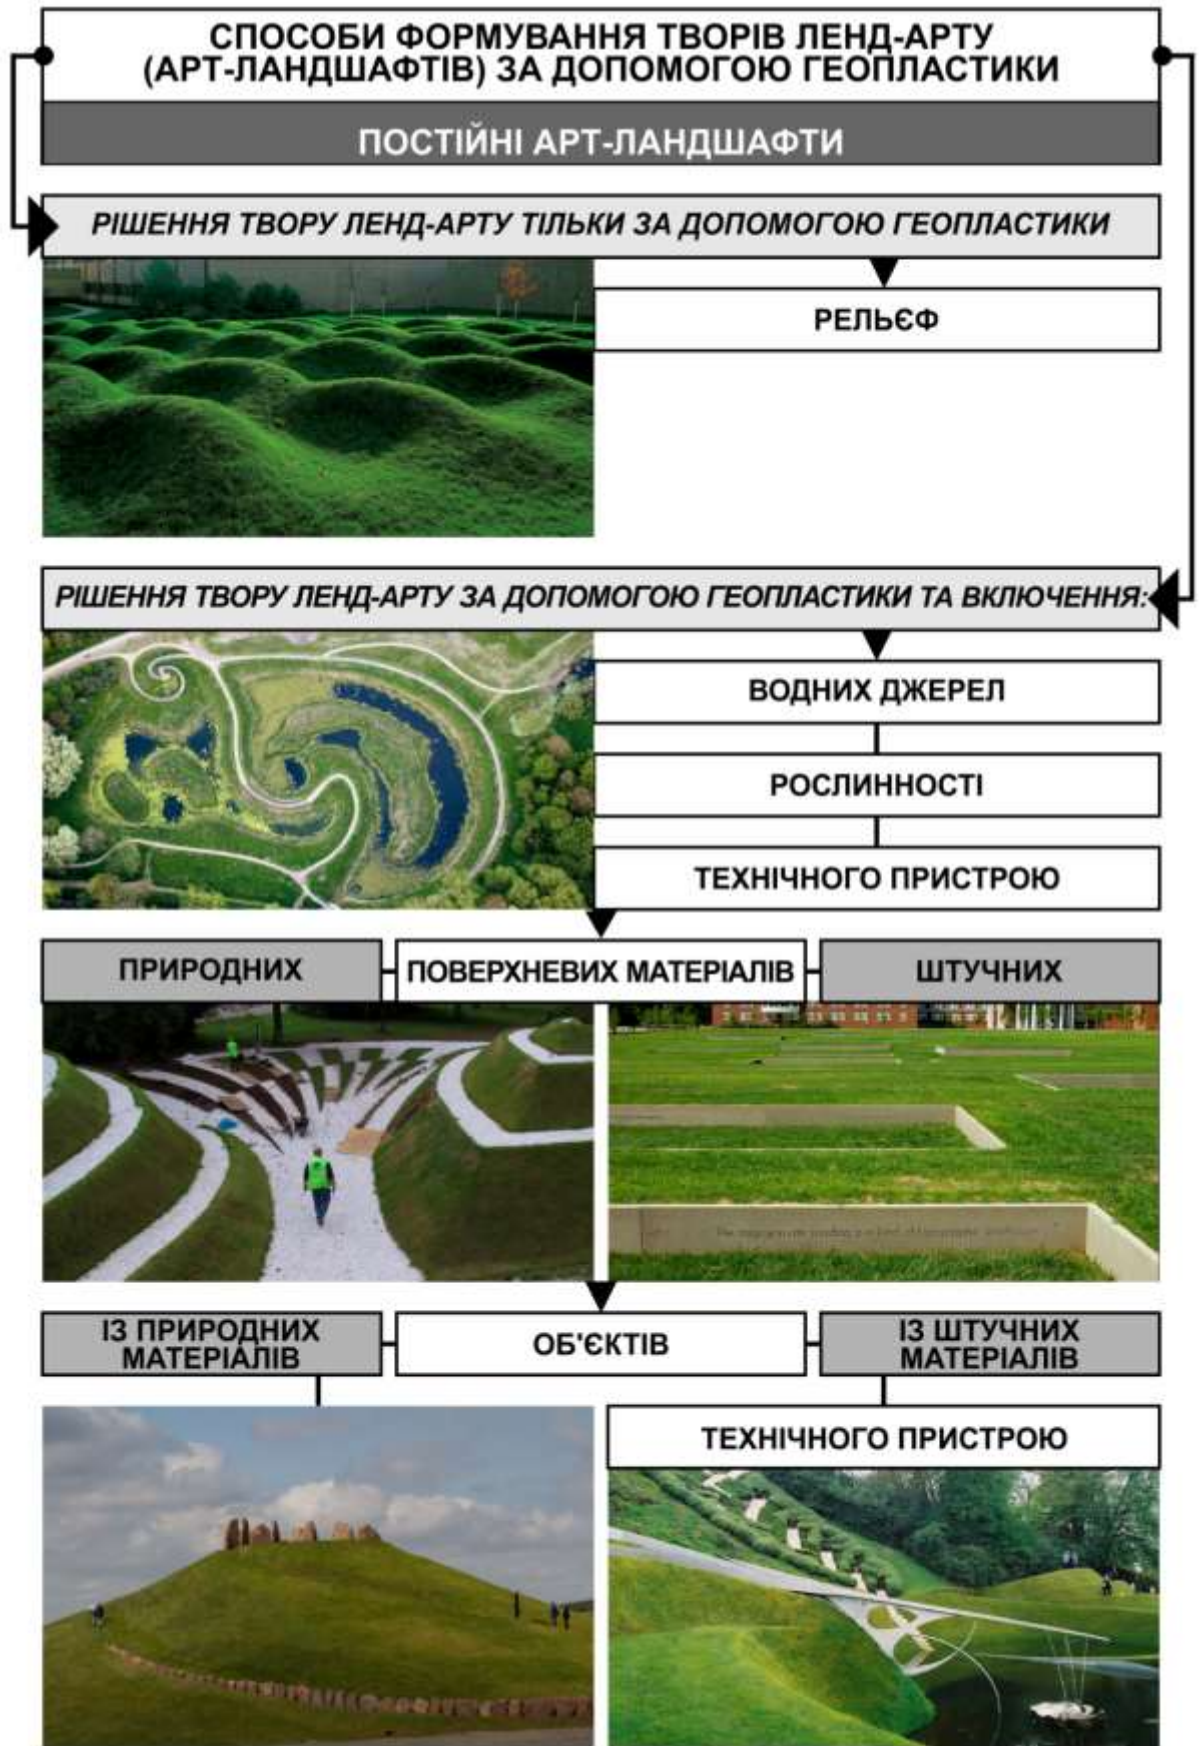 СПОСОБИ ФОРМУВАННЯ ТВОРІВ ЛЕНД-АРТУ
(АРТ-ЛАНДШАФТІВ) ЗА ДОПОМОГОЮ ГЕОПЛАСТИКИ
ПОСТІЙНІ АРТ-ЛАНДШАФТИ
РІШЕННЯ ТВОРУ ЛЕНД-АРТУ ТІЛЬКИ ЗА ДОПОМОГОЮ ГЕОПЛАСТИКИ
РЕЛЬЄФ
РІШЕННЯ ТВОРУ ЛЕНД-АРТУ ЗА ДОПОМОГОЮ ГЕОПЛАСТИКИ ТА ВКЛЮЧЕННЯ:
ВОДНИХ ДЖЕРЕЛ
РОСЛИННОСТІ
ТЕХНІЧНОГО ПРИСТРОЮ
ПРИРОДНИХ
ПОВЕРХНЕВИХ МАТЕРІАЛІВ
ШТУЧНИХ
ІЗ ПРИРОДНИХ
МАТЕРІАЛІВ
ОБ'ЄКТІВ
ІЗ ШТУЧНИХ
МАТЕРІАЛІВ
ТЕХНІЧНОГО ПРИСТРОЮ